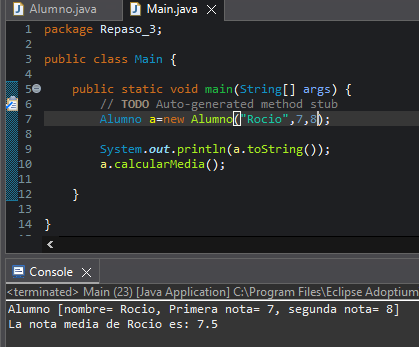 Alumno.java Main.java
1 package Repaso_3;
2
3 public class Main {
4
5 public static void main(String[] args) {
6 // TODO Auto-generated method stub
7 Alumno a=new Alumno("Rocio",7,8);
8
9 System.out.println(a.toString());
10 a.calcularMedia();
11
12 }
13
14 }
Console
<terminated> Main (23) [Java Application] C:\Program Files\Eclipse Adoptium
Alumno [nombre= Rocio, Primera nota= 7, segunda nota= 8]
La nota media de Rocio es: 7.5